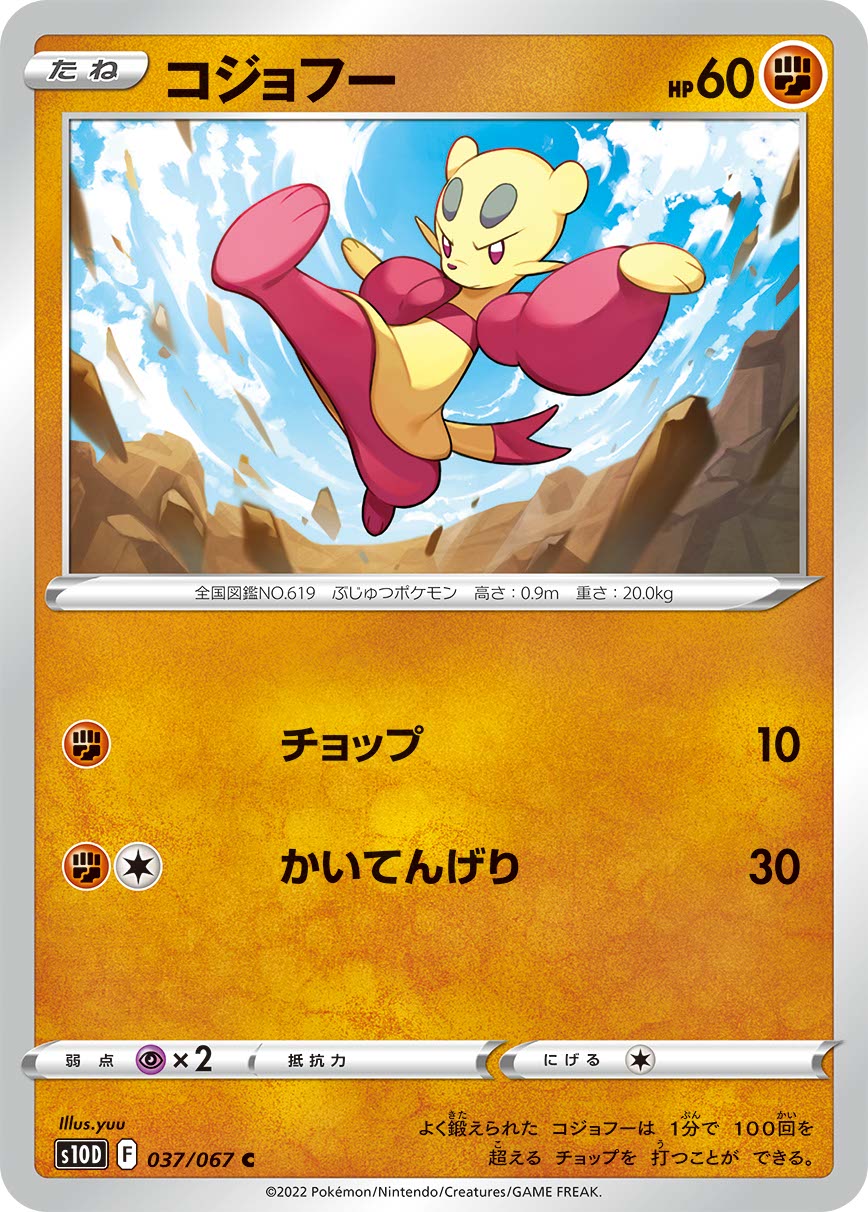 たね コジョフー HP60
全国図鑑NO.619 ぶじゅつポケモン 高さ：0.9m 重さ：20.0kg
チョップ 10
かいてんげり 30
弱点 ×2 抵抗力 にげる
Illus.yuu
よく鍛えられた コジョフーは 1分で 100回を
超える チョップを 打つことが できる。
s10D F 037/067 C
©2022 Pokémon/Nintendo/Creatures/GAME FREAK.